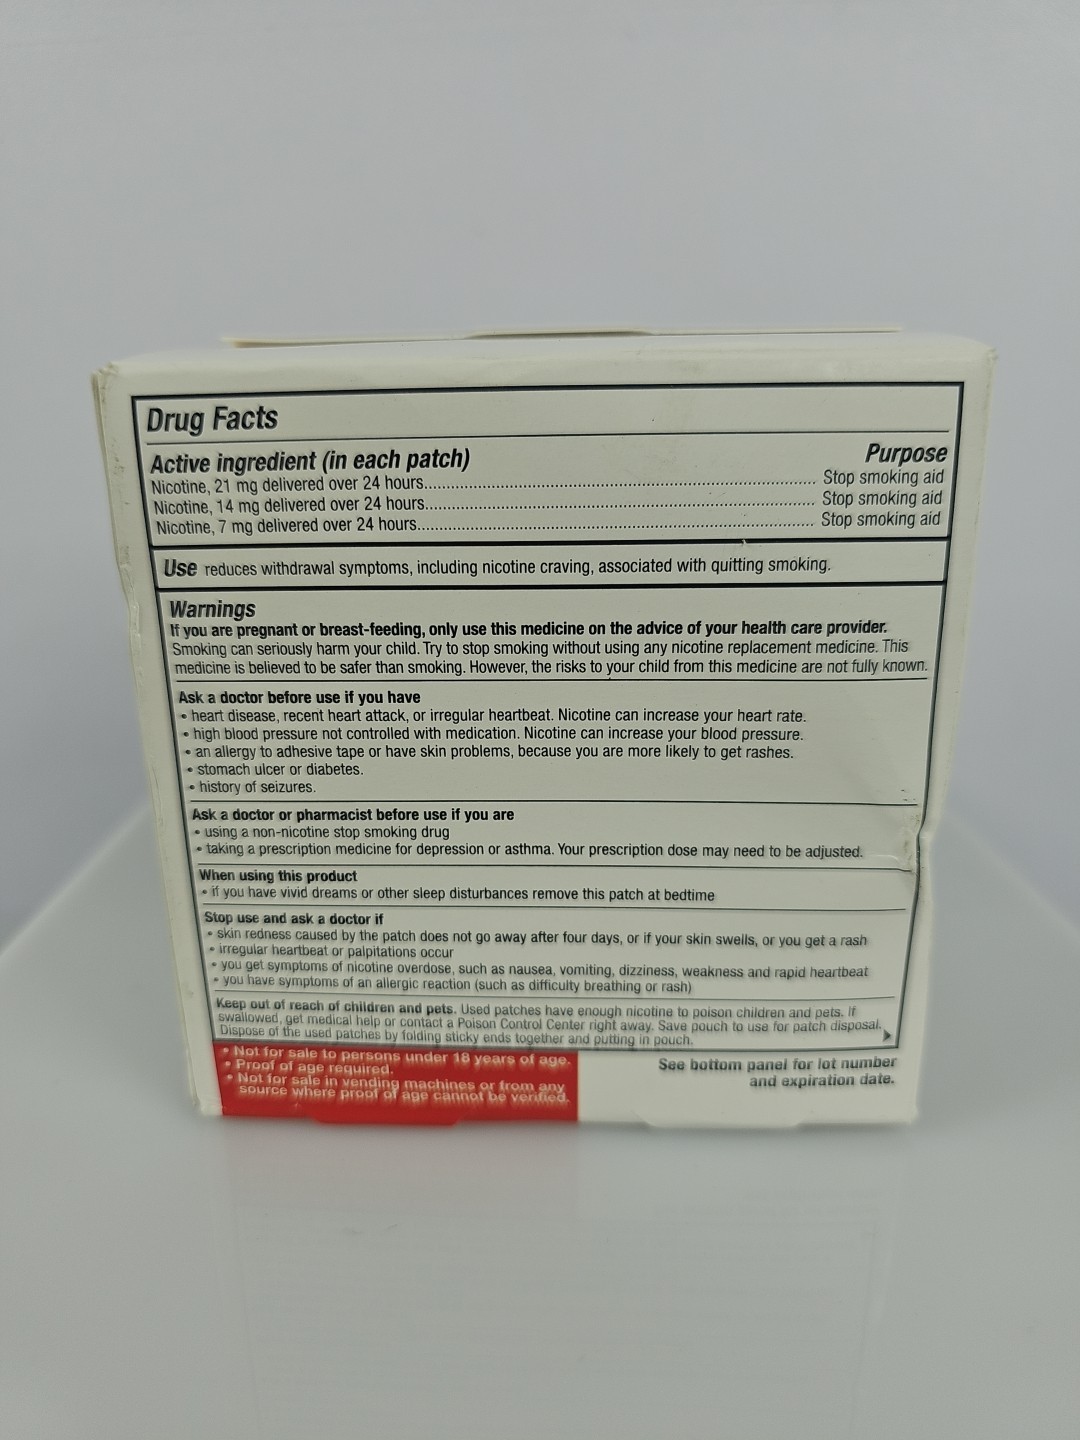 Drug Facts
Active ingredient (in each patch) Purpose
Nicotine, 21 mg delivered over 24 hours.................... Stop smoking aid
Nicotine, 14 mg delivered over 24 hours.................... Stop smoking aid
Nicotine, 7 mg delivered over 24 hours.................... Stop smoking aid
Use reduces withdrawal symptoms, including nicotine craving, associated with quitting smoking.
Warnings
If you are pregnant or breast-feeding, only use this medicine on the advice of your health care provider.
Smoking can seriously harm your child. Try to stop smoking without using any nicotine replacement medicine. This
medicine is believed to be safer than smoking. However, the risks to your child from this medicine are not fully known.
Ask a doctor before use if you have
• heart disease, recent heart attack, or irregular heartbeat. Nicotine can increase your heart rate.
• high blood pressure not controlled with medication. Nicotine can increase your blood pressure.
• an allergy to adhesive tape or have skin problems, because you are more likely to get rashes.
• stomach ulcer or diabetes.
• history of seizures.
Ask a doctor or pharmacist before use if you are
• using a non-nicotine stop smoking drug
• taking a prescription medicine for depression or asthma. Your prescription dose may need to be adjusted.
When using this product
• if you have vivid dreams or other sleep disturbances remove this patch at bedtime
Stop use and ask a doctor if
• skin redness caused by the patch does not go away after four days, or if your skin swells, or you get a rash
• irregular heartbeat or palpitations occur
• you get symptoms of nicotine overdose, such as nausea, vomiting, dizziness, weakness and rapid heartbeat
• you have symptoms of an allergic reaction (such as difficulty breathing or rash)
Keep out of reach of children and pets. Used patches have enough nicotine to poison children and pets. If
swallowed, get medical help or contact a Poison Control Center right away. Save pouch to use for patch disposal.
Dispose of the used patches by folding sticky ends together and putting in pouch.
• Not for sale to persons under 18 years of age.
• Proof of age required.
• Not for sale in vending machines or from any
source where proof of age cannot be verified.
See bottom panel for lot number
and expiration date.